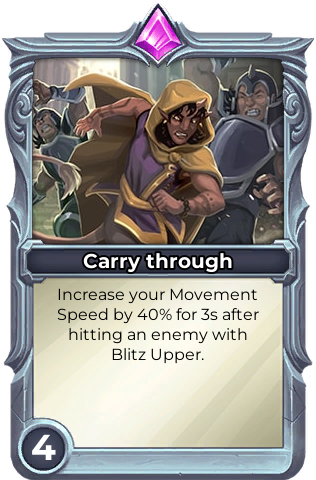 Carry through
Increase your Movement
Speed by 40% for 3s after
hitting an enemy with
Blitz Upper.
4